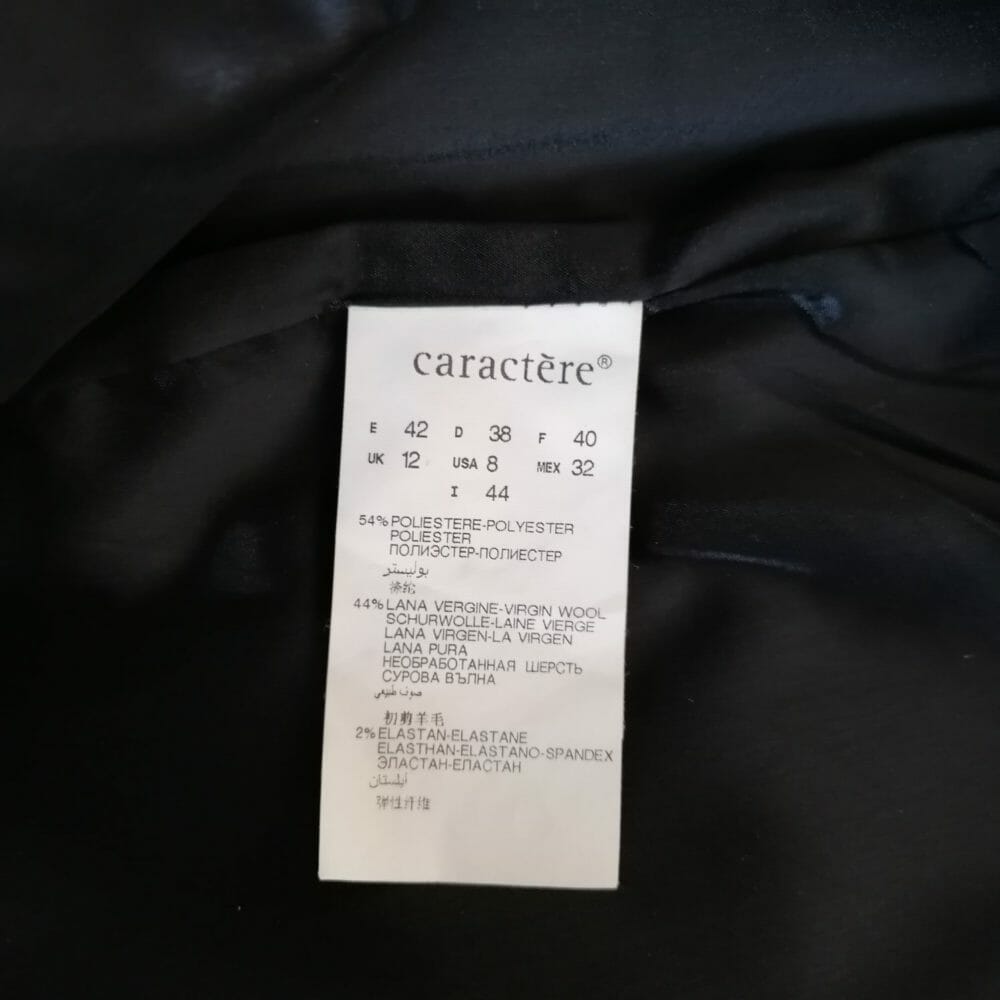 caractère®
E 42 D 38 F 40
UK 12 USA 8 MEX 32
I 44
54% POLIESTERE-POLYESTER
POLIESTER
ПОЛИЭСТЕР-ПОЛИЕСТЕР
بوليستر
涤纶
44% LANA VERGINE-VIRGIN WOOL
SCHURWOLLE-LAINE VIERGE
LANA VIRGEN-LA VIRGEN
LANA PURA
НЕОБРАБОТАННАЯ ШЕРСТЬ
СУРОВА ВЪЛНА
صوف طبيعي
初剪羊毛
2% ELASTAN-ELASTANE
ELASTHAN-ELASTANO-SPANDEX
ЭЛАСТАН-ЕЛАСТАН
ايلستان
弹性纤维